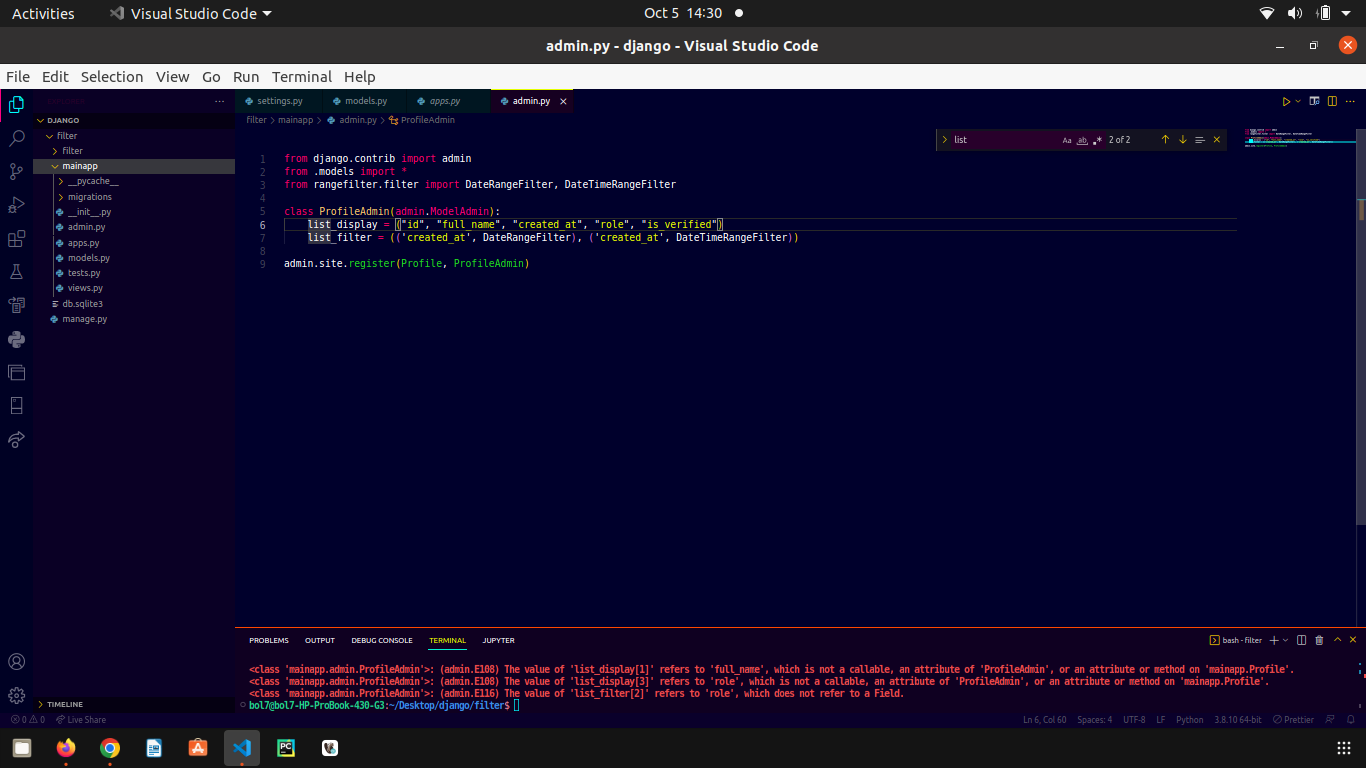 Activities
Visual Studio Code
Oct 5 14:30
admin.py - django - Visual Studio Code
File Edit Selection View Go Run Terminal Help
settings.py models.py apps.py admin.py
DJANGO
filter
filter
mainapp
__pycache__
migrations
__init__.py
admin.py
apps.py
models.py
tests.py
views.py
db.sqlite3
manage.py
TIMELINE
filter > mainapp > admin.py > ProfileAdmin
list
Aa ab .*
2 of 2
1 from django.contrib import admin
2 from .models import *
3 from rangefilter.filter import DateRangeFilter, DateTimeRangeFilter
4
5 class ProfileAdmin(admin.ModelAdmin):
6 list_display = ("id", "full_name", "created_at", "role", "is_verified")
7 list_filter = (('created_at', DateRangeFilter), ('created_at', DateTimeRangeFilter))
8
9 admin.site.register(Profile, ProfileAdmin)
PROBLEMS OUTPUT DEBUG CONSOLE TERMINAL JUPYTER
bash - filter
<class 'mainapp.admin.ProfileAdmin'>: (admin.E108) The value of 'list_display[1]' refers to 'full_name', which is not a callable, an attribute of 'ProfileAdmin', or an attribute or method on 'mainapp.Profile'.
<class 'mainapp.admin.ProfileAdmin'>: (admin.E108) The value of 'list_display[3]' refers to 'role', which is not a callable, an attribute of 'ProfileAdmin', or an attribute or method on 'mainapp.Profile'.
<class 'mainapp.admin.ProfileAdmin'>: (admin.E116) The value of 'list_filter[2]' refers to 'role', which does not refer to a Field.
bol7@bol7-HP-ProBook-430-G3:~/Desktop/django/filter$
0 0 Live Share
Ln 6, Col 60 Spaces: 4 UTF-8 LF Python 3.8.10 64-bit Prettier
PC